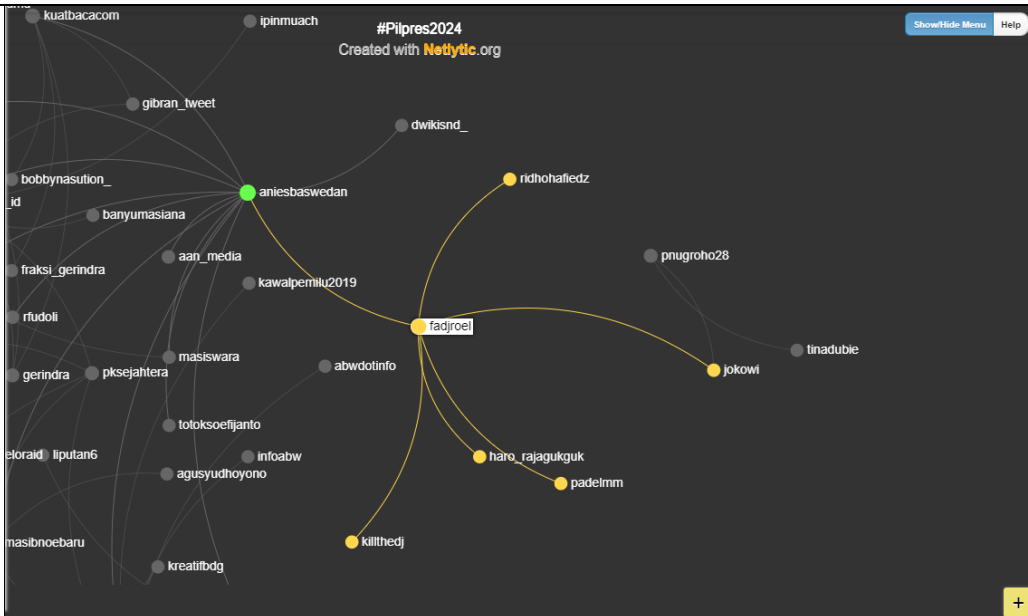 kuatbacacom
ipinmuach
#Pilpres2024
Created with Netlytic.org
Show/Hide Menu
Help
gibran_tweet
dwikisnd_
bobbynasution_
ridhohafiedz
aniesbaswedan
_id
banyumasiana
aan_media
pnugroho28
fraksi_gerindra
kawalpemilu2019
rfudoli
fadjroel
masiswara
tinadubie
gerindra
pksejahtera
abwdotinfo
jokowi
totoksoefijanto
eloraid
liputan6
infoabw
haro_rajagukguk
agusyudhoyono
padelmm
masibnoebaru
killthedj
kreatifbdg
+